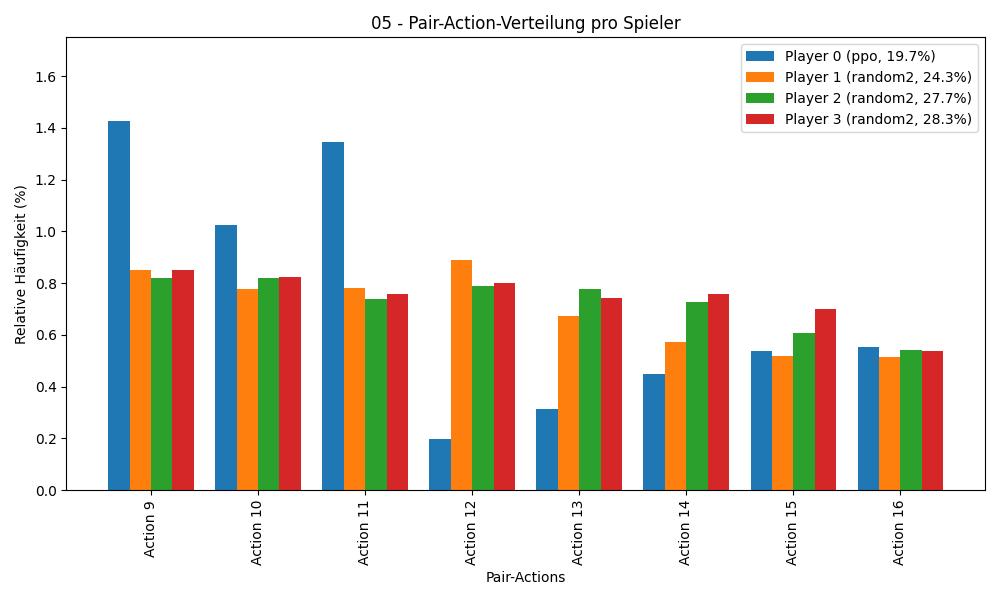 05 - Pair-Action-Verteilung pro Spieler
Player 0 (ppo, 19.7%)
Player 1 (random2, 24.3%)
Player 2 (random2, 27.7%)
Player 3 (random2, 28.3%)
Relative Häufigkeit (%)
1.6
1.4
1.2
1.0
0.8
0.6
0.4
0.2
0.0
Action 9
Action 10
Action 11
Action 12
Action 13
Action 14
Action 15
Action 16
Pair-Actions